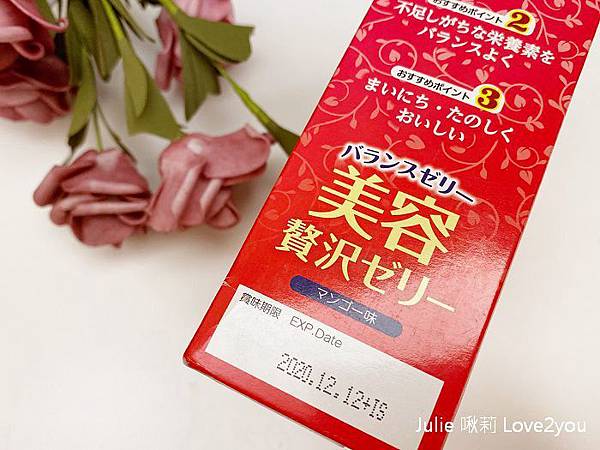 おすすめポイント2
不足しがちな栄養素を
バランスよく
おすすめポイント3
まいにち・たのしく
おいしい
バランスゼリー
美容
贅沢ゼリー
マンゴー味
賞味期限 EXP.Date
2020.12.12+IS
Julie 啾莉 Love2you